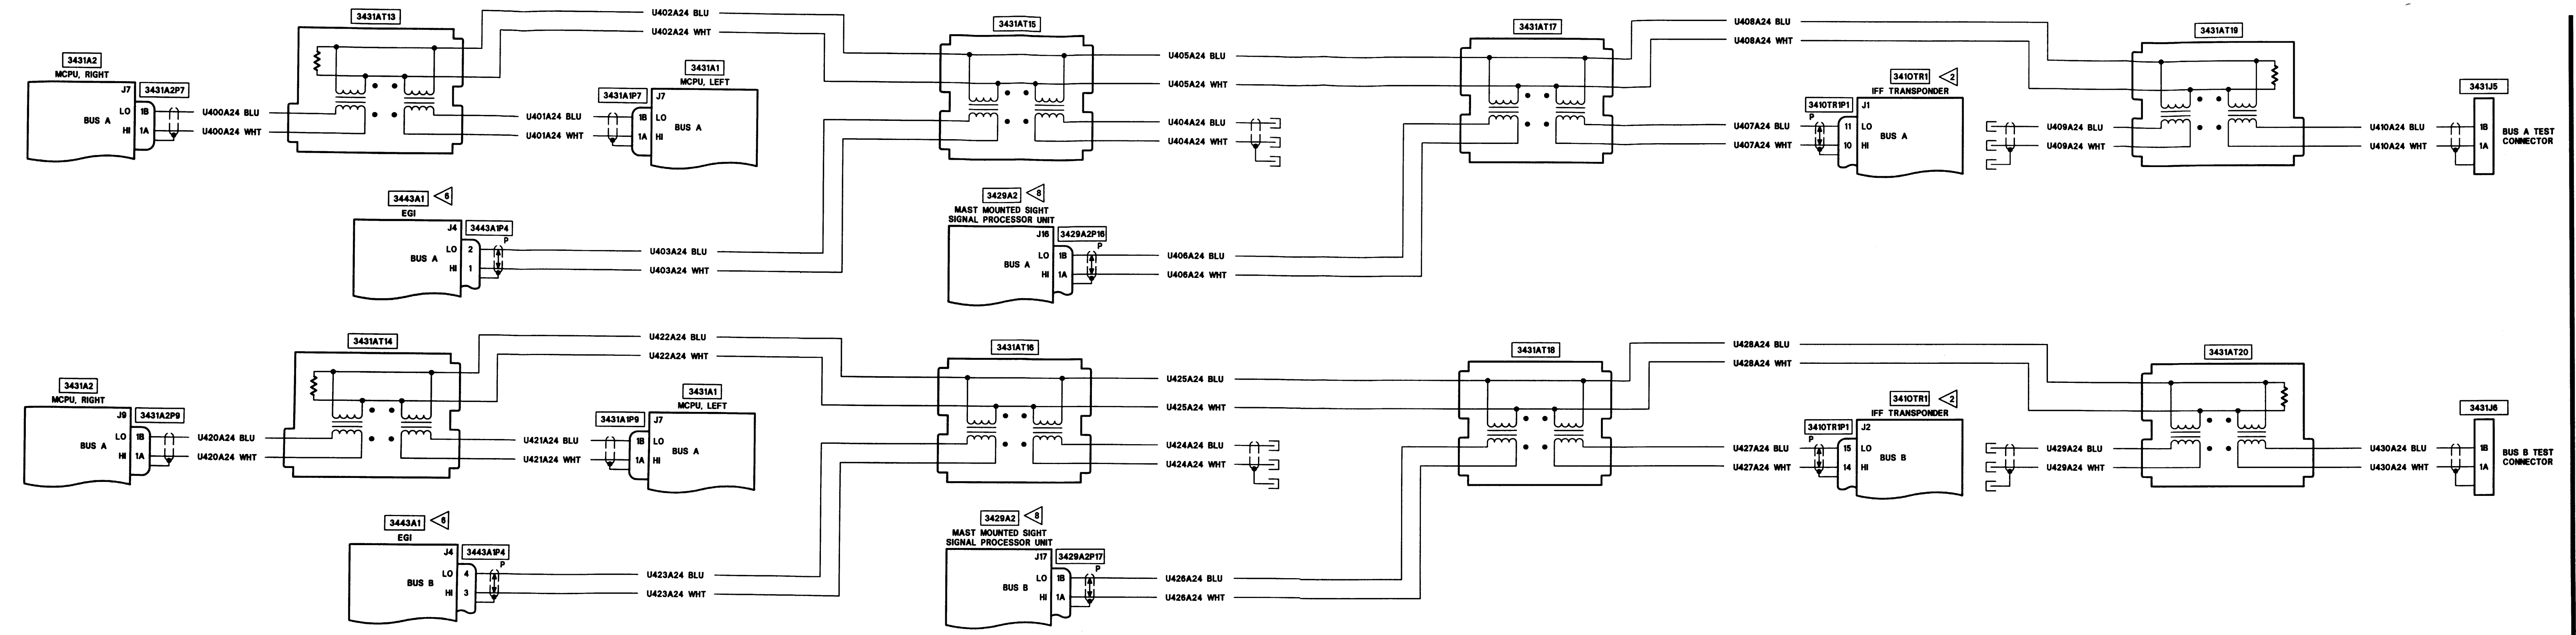 3431AT13
U402A24 BLU
U402A24 WHT
3431AT15
3431AT17
U408A24 BLU
U408A24 WHT
3431AT19
3431A2
MCPU, RIGHT
J7
3431A2P7
LO 1B
BUS A
HI 1A
U400A24 BLU
U400A24 WHT
U401A24 BLU
U401A24 WHT
3431A1
MCPU, LEFT
3431A1P7
J7
1B LO
BUS A
1A HI
U405A24 BLU
U405A24 WHT
U404A24 BLU
U404A24 WHT
U407A24 BLU
U407A24 WHT
3410TR1 2
IFF TRANSPONDER
3410TR1P1
P
J1
11 LO
BUS A
10 HI
U409A24 BLU
U409A24 WHT
U410A24 BLU
U410A24 WHT
3431J5
1B
1A
BUS A TEST
CONNECTOR
3443A1 6
EGI
J4
3443A1P4
P
LO 2
BUS A
HI 1
U403A24 BLU
U403A24 WHT
3429A2 8
MAST MOUNTED SIGHT
SIGNAL PROCESSOR UNIT
J16
3429A2P16
P
LO 1B
BUS A
HI 1A
U406A24 BLU
U406A24 WHT
3431AT14
U422A24 BLU
U422A24 WHT
3431AT16
3431AT18
U428A24 BLU
U428A24 WHT
3431AT20
3431A2
MCPU, RIGHT
J9
3431A2P9
LO 1B
BUS A
HI 1A
U420A24 BLU
U420A24 WHT
U421A24 BLU
U421A24 WHT
3431A1
MCPU, LEFT
3431A1P9
J7
1B LO
BUS A
1A HI
U425A24 BLU
U425A24 WHT
U424A24 BLU
U424A24 WHT
U427A24 BLU
U427A24 WHT
3410TR1 2
IFF TRANSPONDER
3410TR1P1
P
J2
15 LO
BUS B
14 HI
U429A24 BLU
U429A24 WHT
U430A24 BLU
U430A24 WHT
3431J6
1B
1A
BUS B TEST
CONNECTOR
3443A1 6
EGI
J4
3443A1P4
P
LO 4
BUS B
HI 3
U423A24 BLU
U423A24 WHT
3429A2 8
MAST MOUNTED SIGHT
SIGNAL PROCESSOR UNIT
J17
3429A2P17
P
LO 1B
BUS B
HI 1A
U426A24 BLU
U426A24 WHT